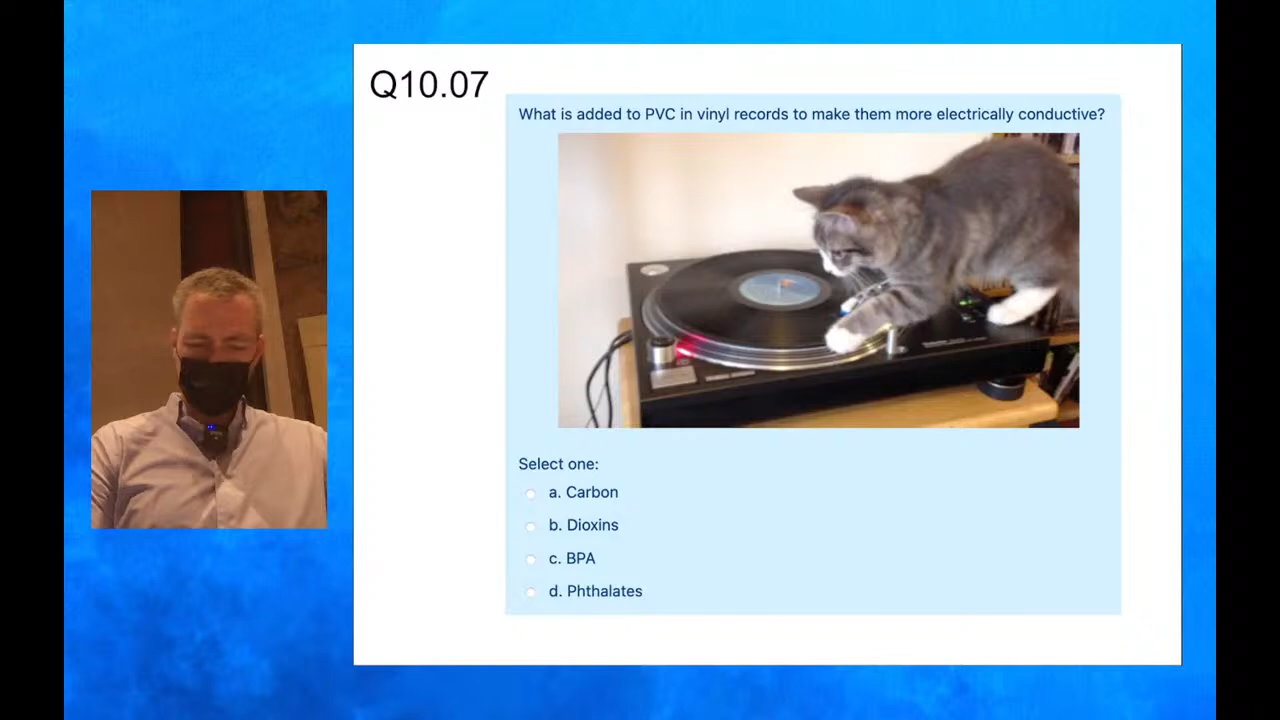 Q10.07
What is added to PVC in vinyl records to make them more electrically conductive?
Select one:
a. Carbon
b. Dioxins
c. BPA
d. Phthalates